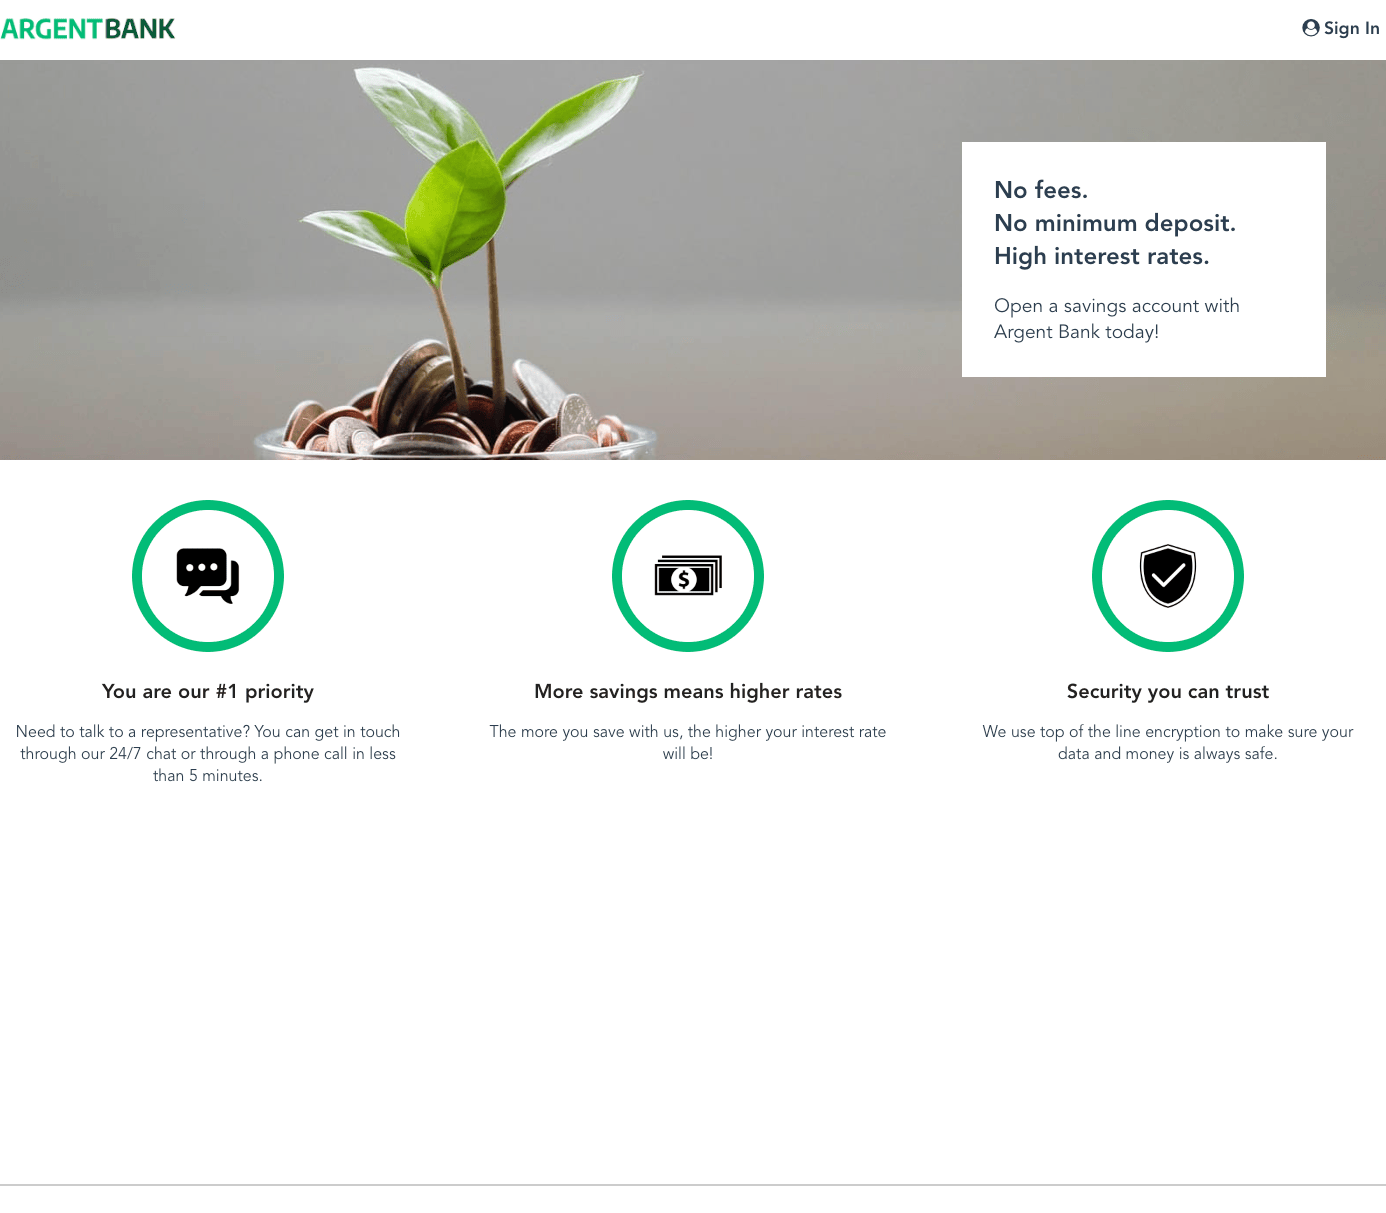 ARGENTBANK
Sign In
No fees.
No minimum deposit.
High interest rates.
Open a savings account with
Argent Bank today!
$
You are our #1 priority
Need to talk to a representative? You can get in touch
through our 24/7 chat or through a phone call in less
than 5 minutes.
More savings means higher rates
The more you save with us, the higher your interest rate
will be!
Security you can trust
We use top of the line encryption to make sure your
data and money is always safe.